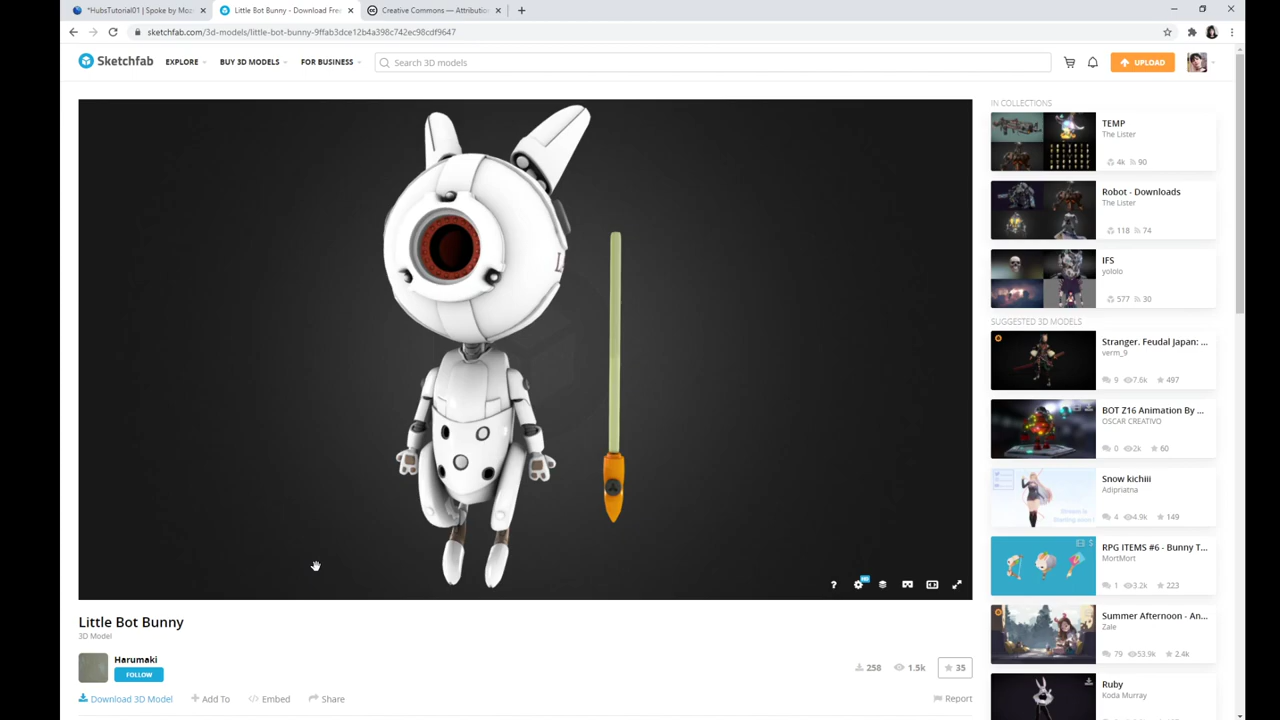 *HubsTutorial01 | Spoke by Moz
Little Bot Bunny - Download Free
Creative Commons — Attribution
sketchfab.com/3d-models/little-bot-bunny-9ffab3dce12b4a398c742ec98cdf9647
Sketchfab
EXPLORE
BUY 3D MODELS
FOR BUSINESS
Search 3D models
UPLOAD
IN COLLECTIONS
TEMP
The Lister
4k 90
Robot - Downloads
The Lister
118 74
IFS
yololo
577 30
SUGGESTED 3D MODELS
Stranger. Feudal Japan: ...
verm_9
9 7.6k 497
BOT Z16 Animation By ...
OSCAR CREATIVO
0 2k 60
Snow kichiii
Adipriatna
4 4.9k 149
RPG ITEMS #6 - Bunny T...
MortMort
1 3.2k 223
Summer Afternoon - An...
Zale
79 53.9k 2.4k
Ruby
Koda Murray
?
HD
Little Bot Bunny
3D Model
Harumaki
FOLLOW
258 1.5k 35
Download 3D Model
Add To
Embed
Share
Report